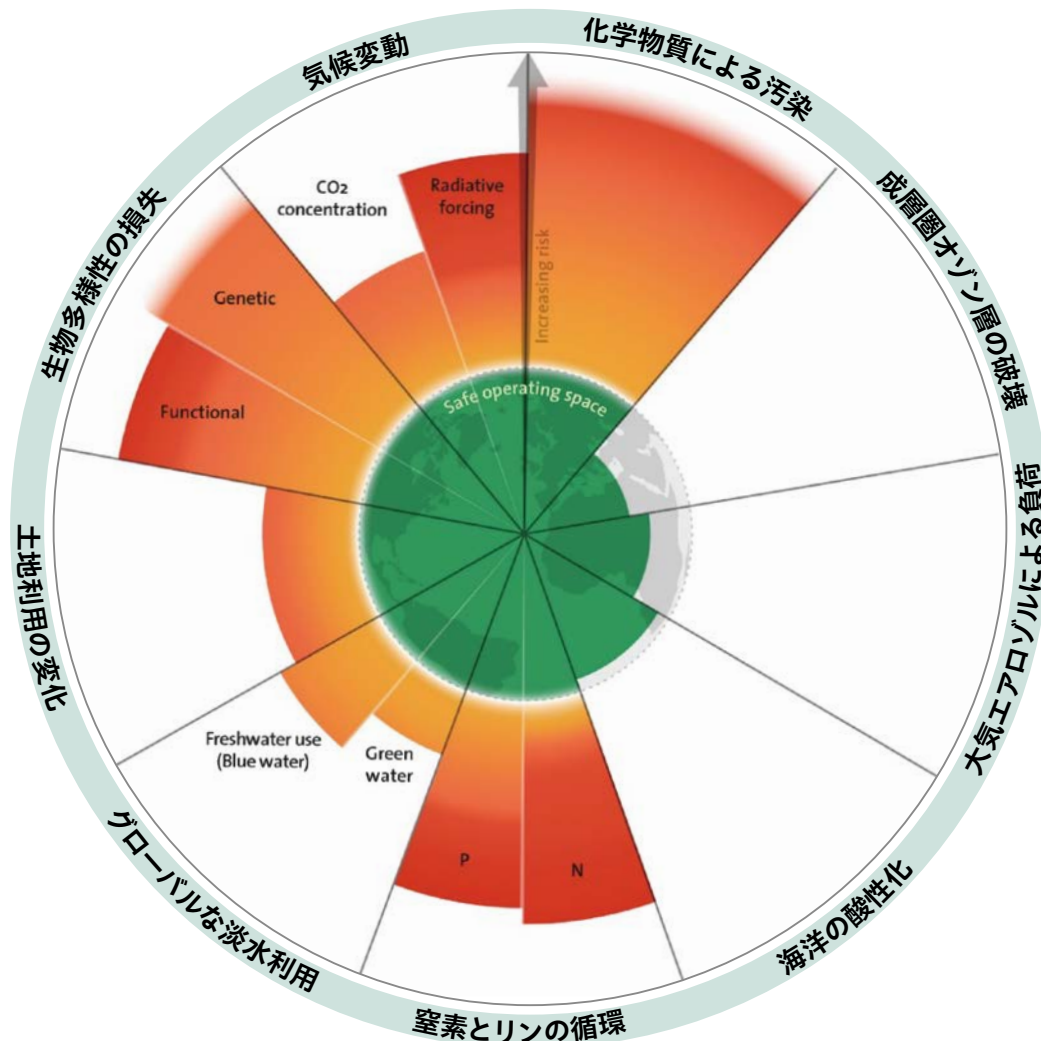 気候変動
化学物質による汚染
成層圏オゾン層の破壊
大気エアロゾルによる負荷
海洋の酸性化
窒素とリンの循環
グローバルな淡水利用
土地利用の変化
生物多様性の損失
CO2
concentration
Radiative
forcing
Increasing risk
Genetic
Functional
Safe operating space
Freshwater use
(Blue water)
Green
water
P
N